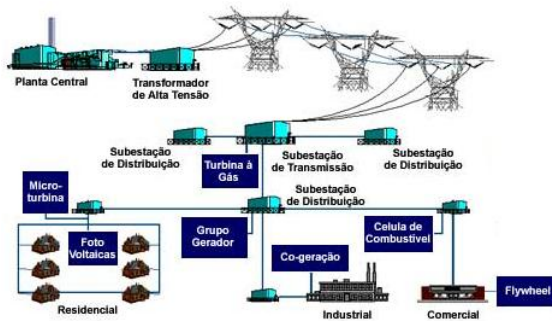 Planta Central
Transformador
de Alta Tensão
Subestação
de Distribuição
Turbina à
Gás
Subestação
de Transmissão
Subestação
de Distribuição
Micro-
turbina
Subestação
de Distribuição
Foto
Voltaicas
Grupo
Gerador
Celula de
Combustível
Co-geração
Flywheel
Residencial
Industrial
Comercial